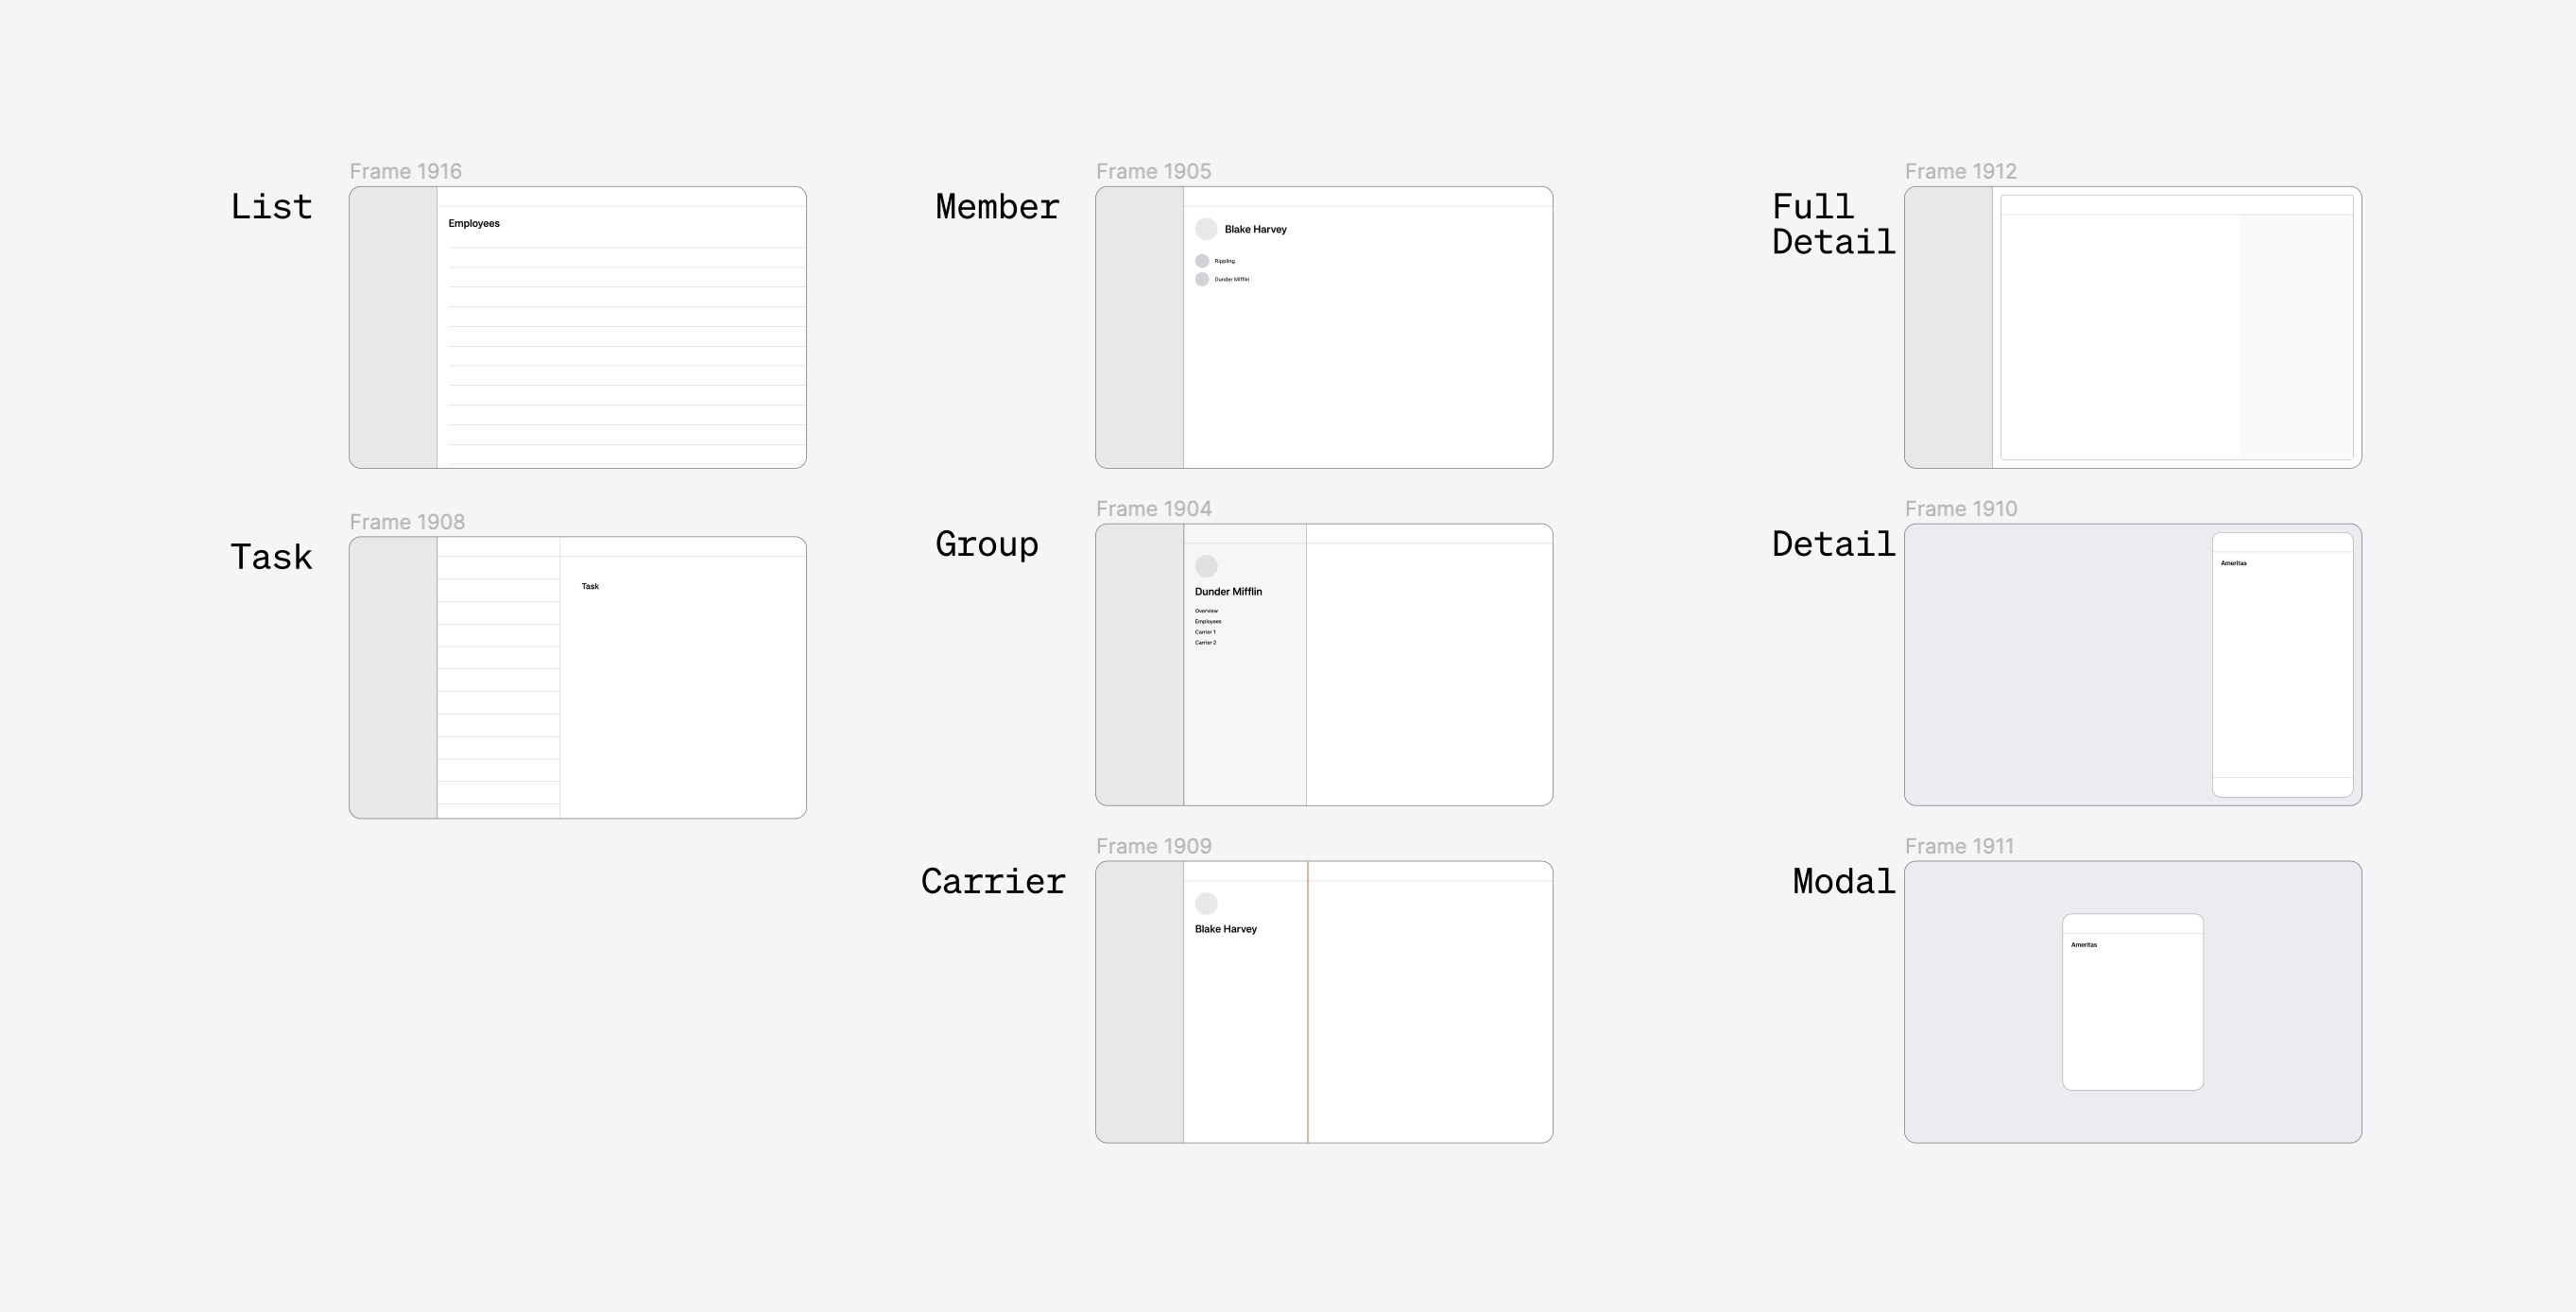 Frame 1916
List
Employees
Frame 1908
Task
Task
Frame 1905
Member
Blake Harvey
Rippling
Dunder Mifflin
Frame 1904
Group
Dunder Mifflin
Overview
Employees
Carrier 1
Carrier 2
Frame 1909
Carrier
Blake Harvey
Frame 1912
Full
Detail
Frame 1910
Detail
Ameritas
Frame 1911
Modal
Ameritas